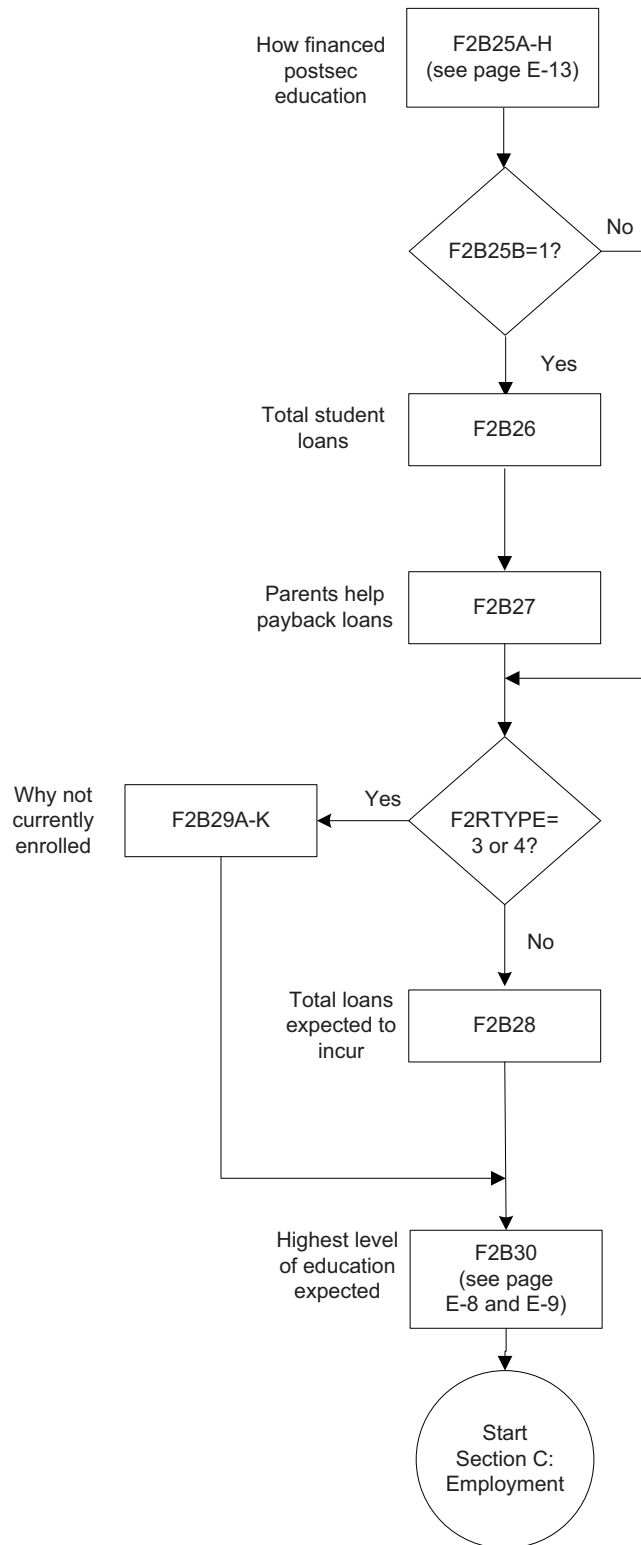 How financed
postsec
education
F2B25A-H
(see page E-13)
F2B25B=1?
No
Yes
Total student
loans
F2B26
Parents help
payback loans
F2B27
Why not
currently
enrolled
F2B29A-K
Yes
F2RTYPE=
3 or 4?
No
Total loans
expected to
incur
F2B28
Highest level
of education
expected
F2B30
(see page
E-8 and E-9)
Start
Section C:
Employment